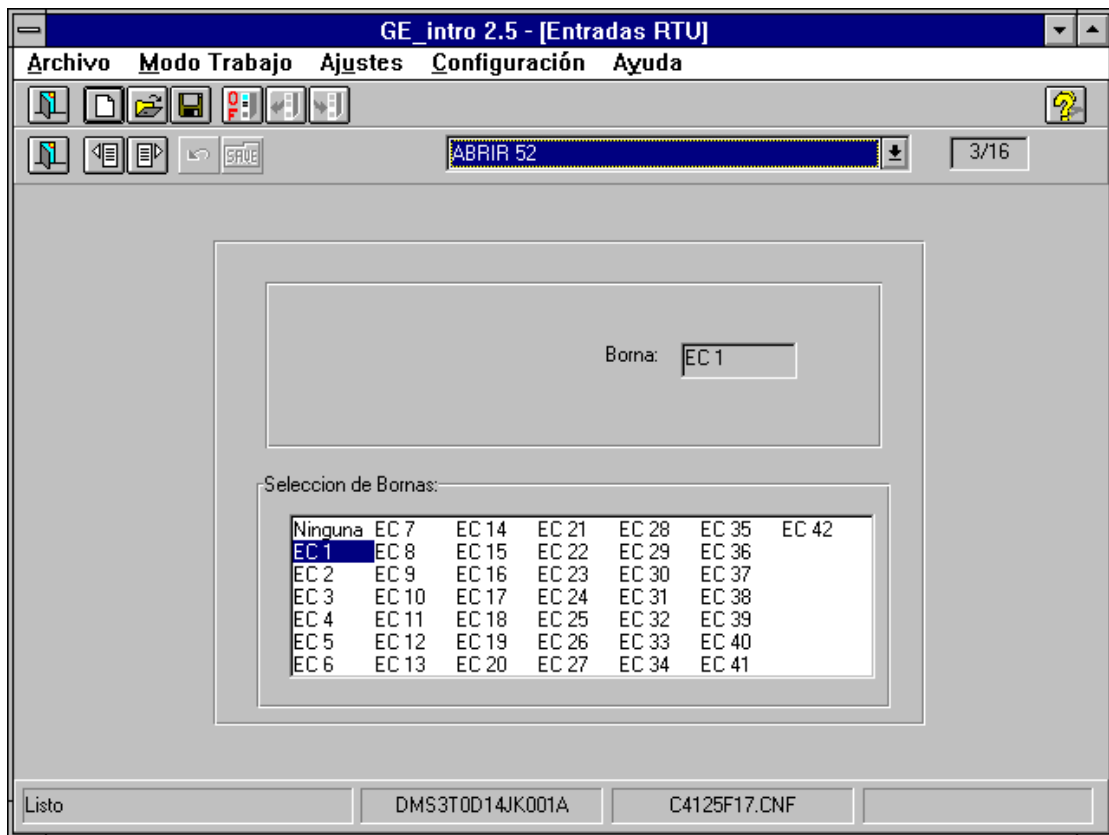 GE_intro 2.5 - [Entradas RTU]
Archivo Modo Trabajo Ajustes Configuración Ayuda
OF
SAVE ABRIR 52 3/16
Borna: EC 1
Seleccion de Bornas:
Ninguna EC 7 EC 14 EC 21 EC 28 EC 35 EC 42
EC 1 EC 8 EC 15 EC 22 EC 29 EC 36
EC 2 EC 9 EC 16 EC 23 EC 30 EC 37
EC 3 EC 10 EC 17 EC 24 EC 31 EC 38
EC 4 EC 11 EC 18 EC 25 EC 32 EC 39
EC 5 EC 12 EC 19 EC 26 EC 33 EC 40
EC 6 EC 13 EC 20 EC 27 EC 34 EC 41
Listo DMS3T0D14JK001A C4125F17.CNF